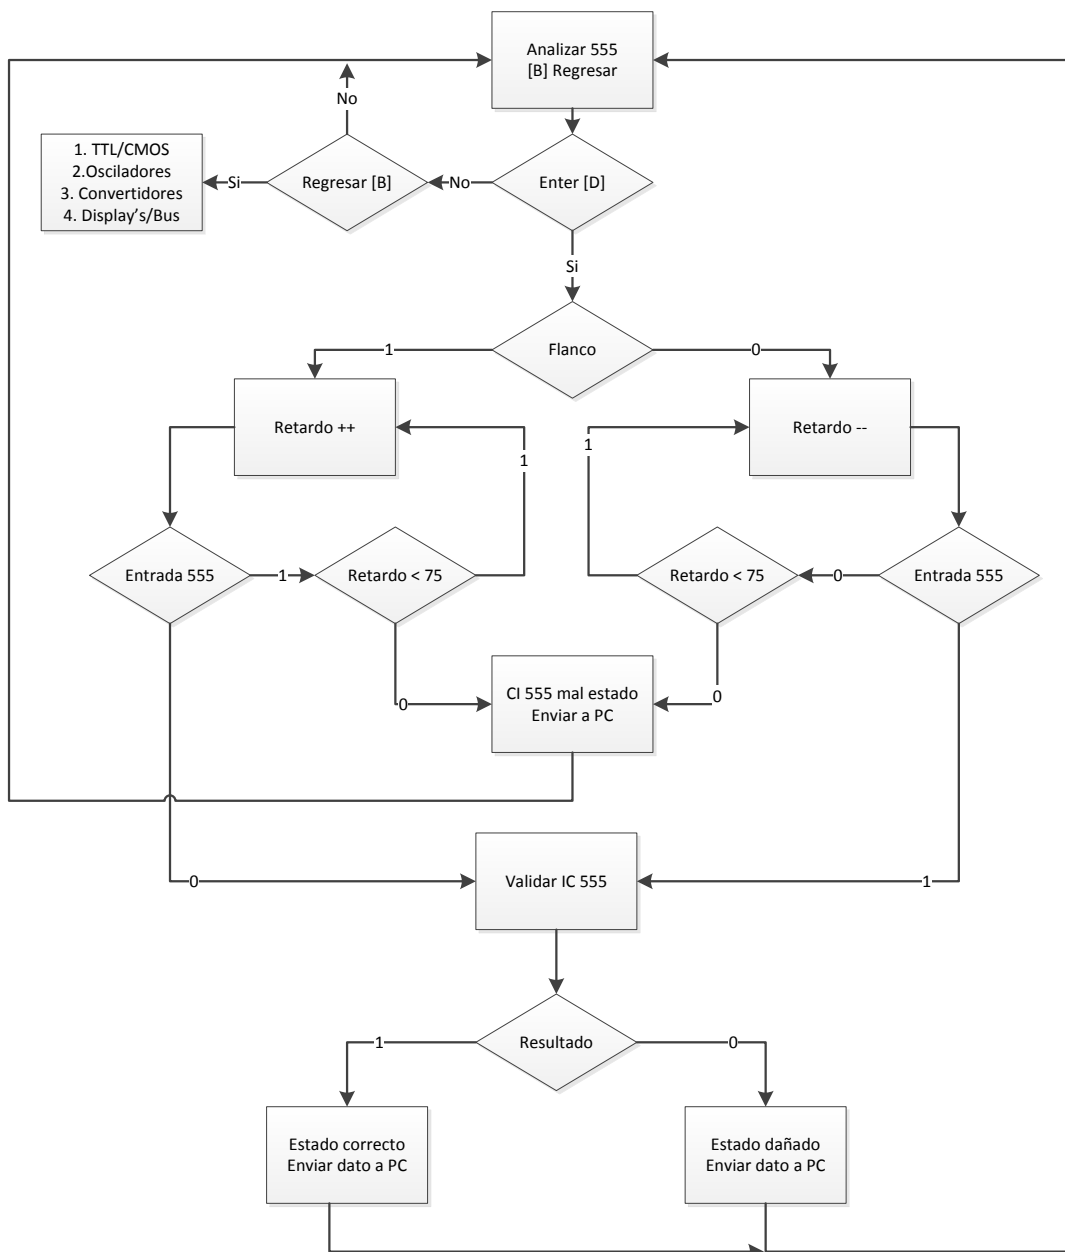 Analizar 555
[B] Regresar
No
1. TTL/CMOS
2.Osciladores
3. Convertidores
4. Display's/Bus
Si
Regresar [B]
No
Enter [D]
Si
Flanco
1
0
Retardo ++
Retardo --
1
1
Entrada 555
1
Retardo < 75
Retardo < 75
0
Entrada 555
0
CI 555 mal estado
Enviar a PC
0
0
Validar IC 555
1
Resultado
1
0
Estado correcto
Enviar dato a PC
Estado dañado
Enviar dato a PC